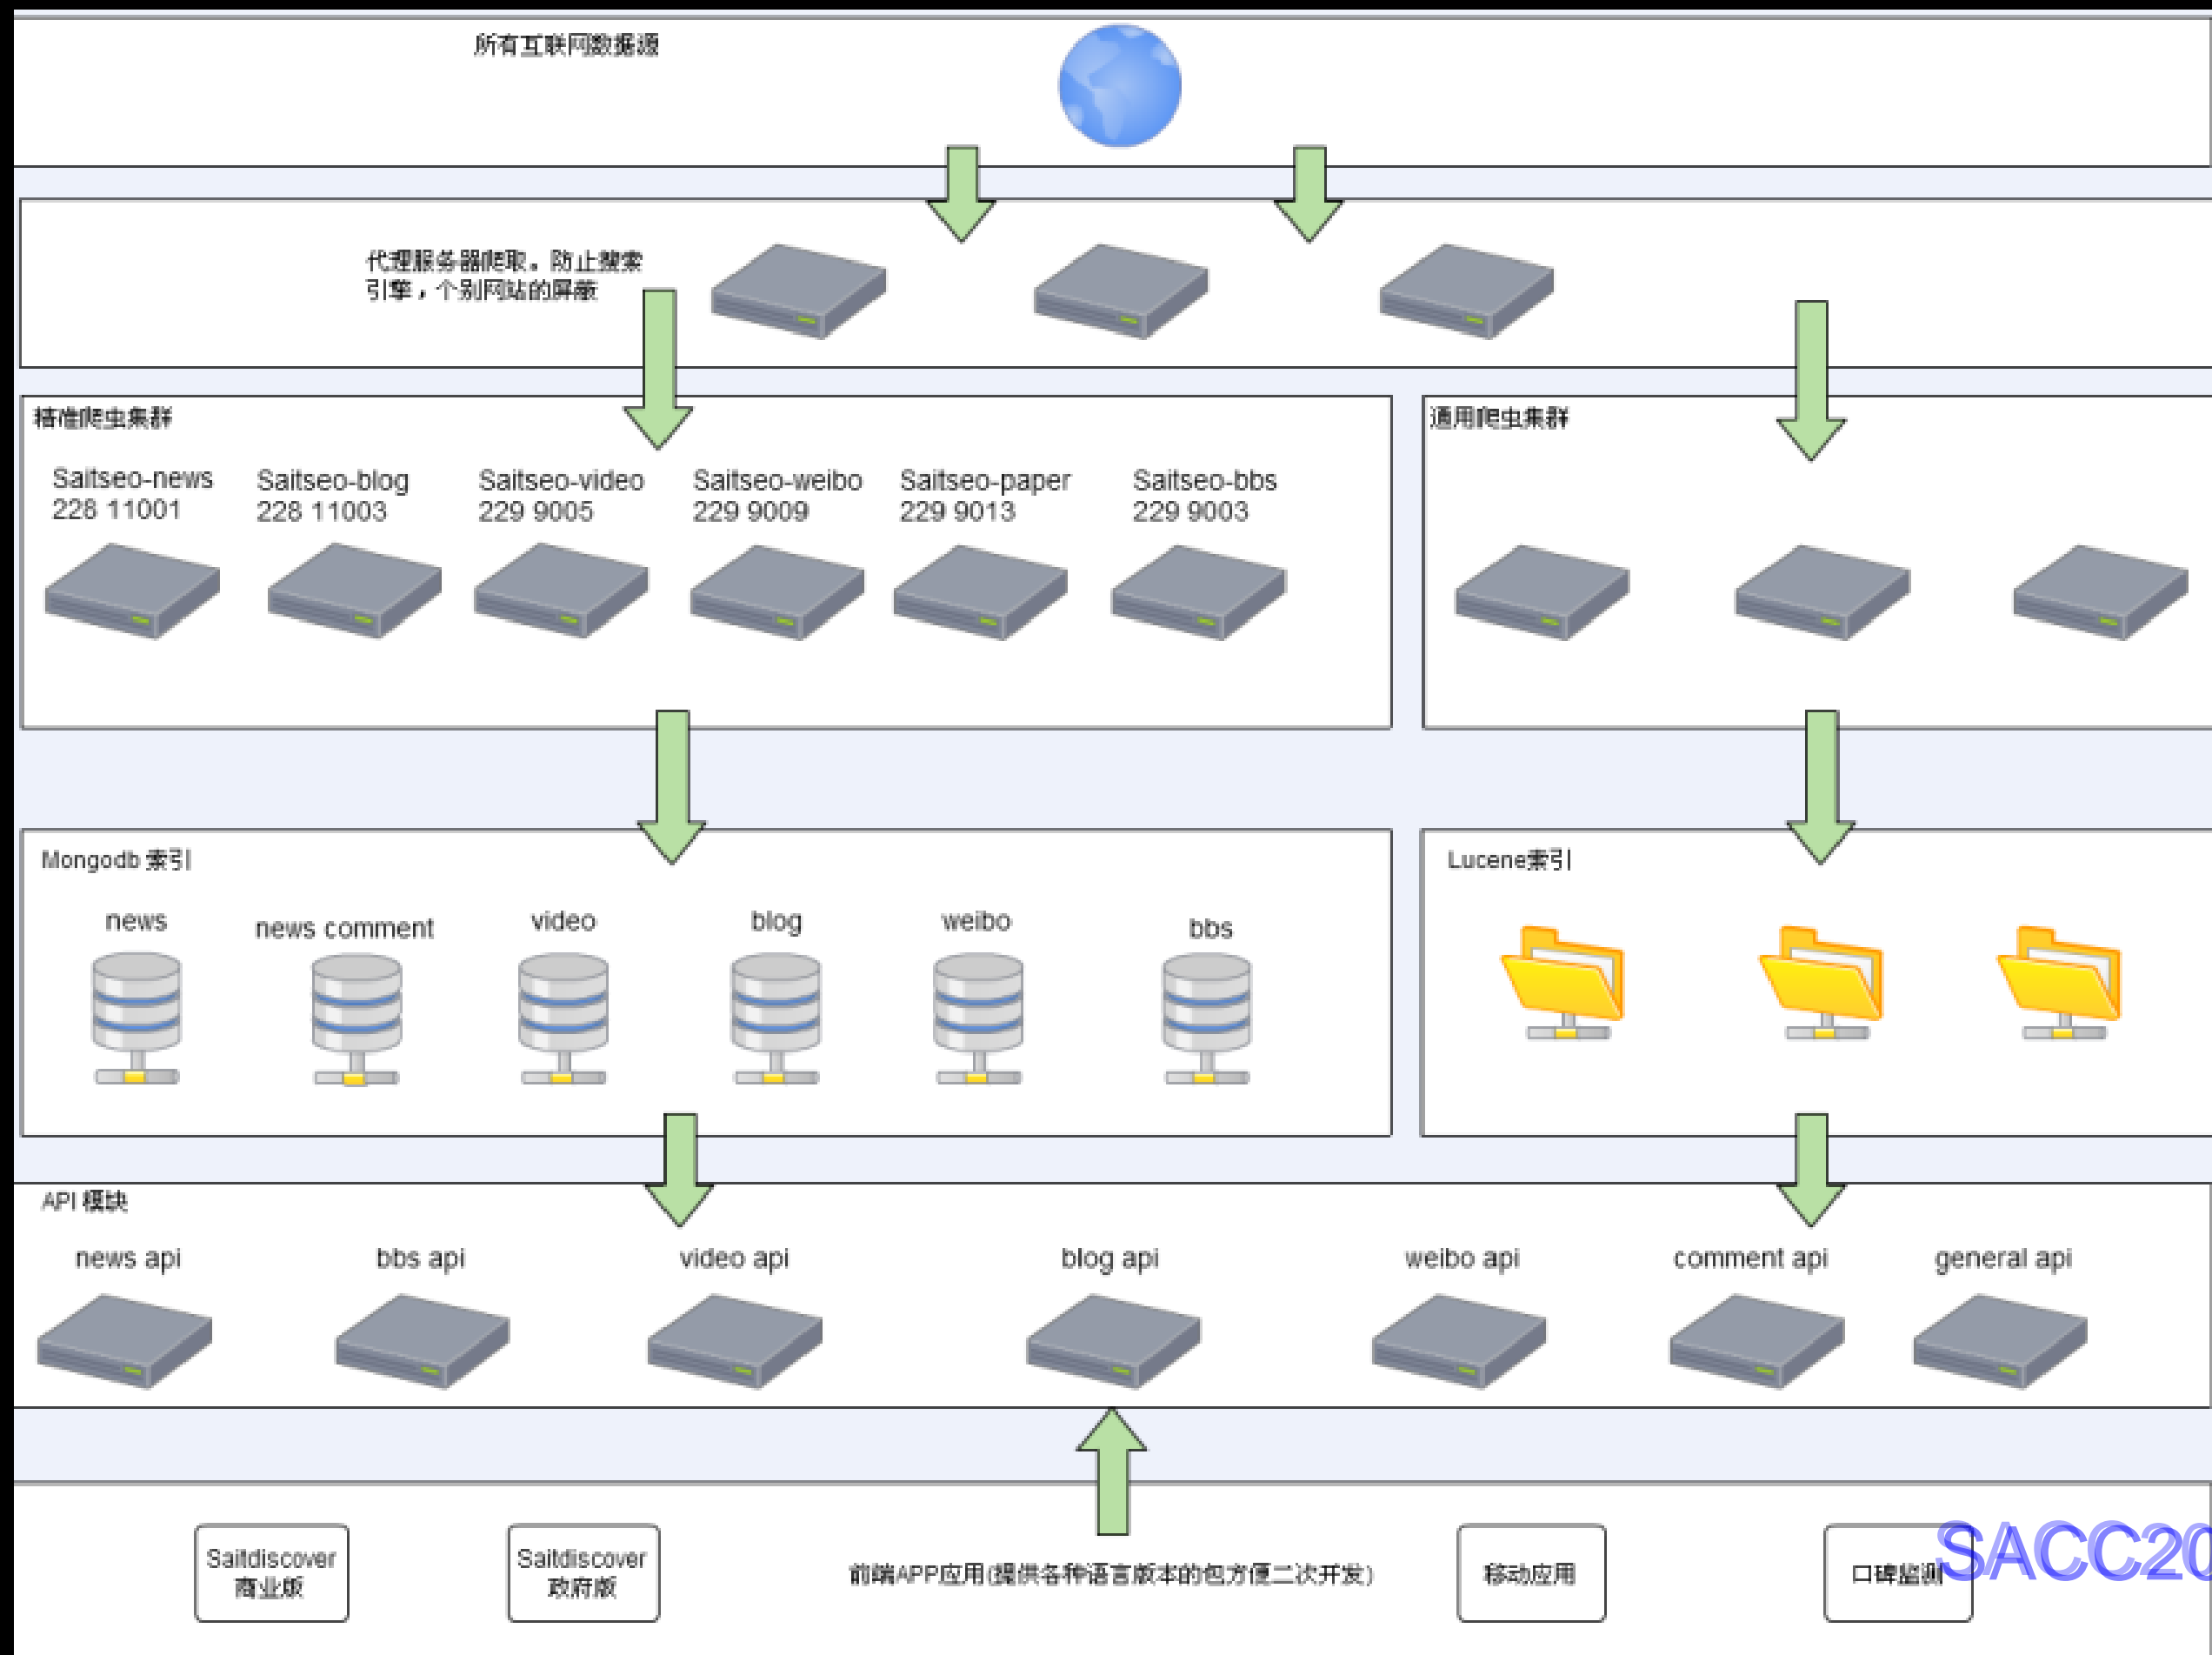 所有互联网数据源
代理服务器爬取。防止搜索
引擎，个别网站的屏蔽
精准爬虫集群
Saitseo-news
228 11001
Saitseo-blog
228 11003
Saitseo-video
229 9005
Saitseo-weibo
229 9009
Saitseo-paper
229 9013
Saitseo-bbs
229 9003
通用爬虫集群
Mongodb 索引
news
news comment
video
blog
weibo
bbs
Lucene索引
API 模块
news api
bbs api
video api
blog api
weibo api
comment api
general api
Saitdiscover
商业版
Saitdiscover
政府版
前端APP应用(提供各种语言版本的包方便二次开发)
移动应用
口碑监测
SACC20